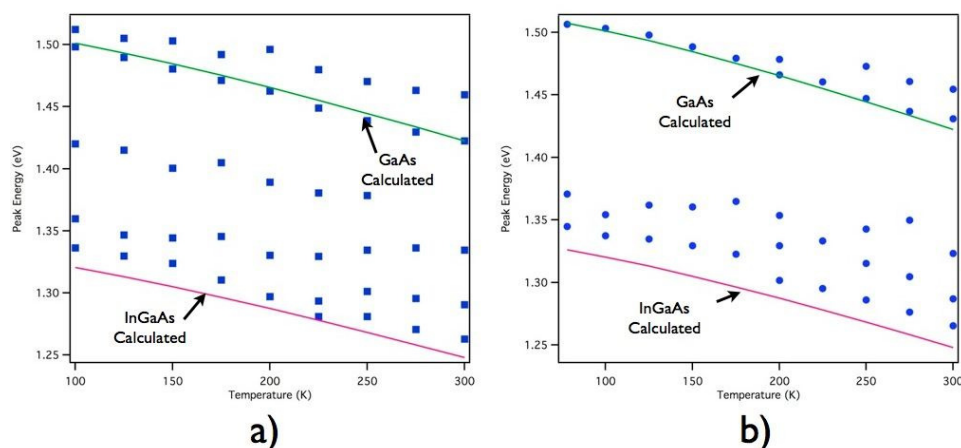 1.50
1.45
1.40
1.35
1.30
1.25
Peak Energy (eV)
GaAs
Calculated
InGaAs
Calculated
100
150
200
250
300
Temperature (K)
a)
1.50
1.45
1.40
1.35
1.30
1.25
Peak Energy (eV)
GaAs
Calculated
InGaAs
Calculated
100
150
200
250
300
Temperature (K)
b)